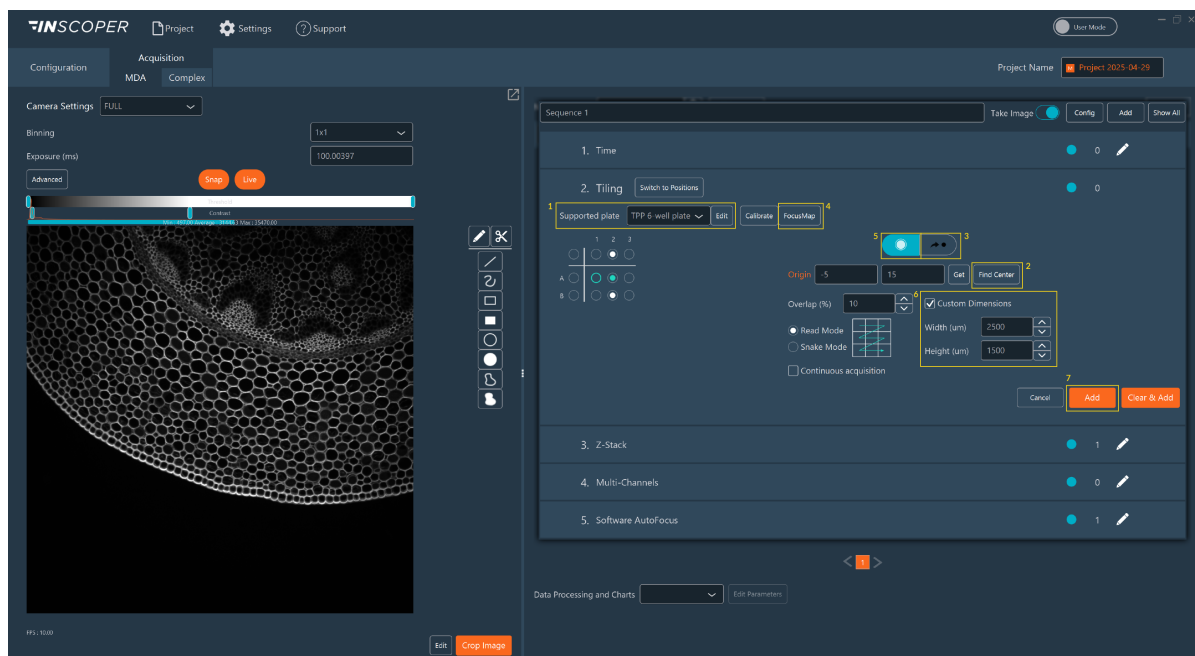 INSCOPER
Project
Settings
Support
User Mode
Configuration
Acquisition
MDA
Complex
Project Name
Project 2025-04-29
Camera Settings
FULL
Binning
1x1
Exposure (ms)
100.00397
Advanced
Snap
Live
Contrast
Max : 35470.00
FPS : 10.00
Edit
Crop Image
Sequence 1
Take Image
Config
Add
Show All
1. Time
0
2. Tiling
Switch to Positions
0
1
Supported plate
TPP 6 well plate
Edit
Calibrate
FocusMap
4
1 2 3
A
B
5
3
Origin
-5
15
Get
Find Center
2
Overlap (%)
10
6
Custom Dimensions
Width (um)
2500
Height (um)
1500
Read Mode
Snake Mode
Continuous acquisition
7
Cancel
Add
Clear & Add
3. Z-Stack
1
4. Multi-Channels
0
5. Software AutoFocus
1
< 1 >
Data Processing and Charts
Edit Parameters